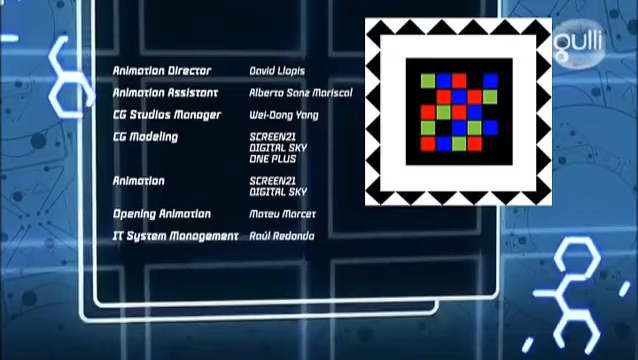 gulli
Animation Director David Llopis
Animation Assistant Alberto Sanz Mariscal
CG Studios Manager Wei-Dong Yang
CG Modeling SCREEN21
DIGITAL SKY
ONE PLUS
Animation SCREEN21
DIGITAL SKY
Opening Animation Mateu Marcet
IT System Management Raúl Redondo